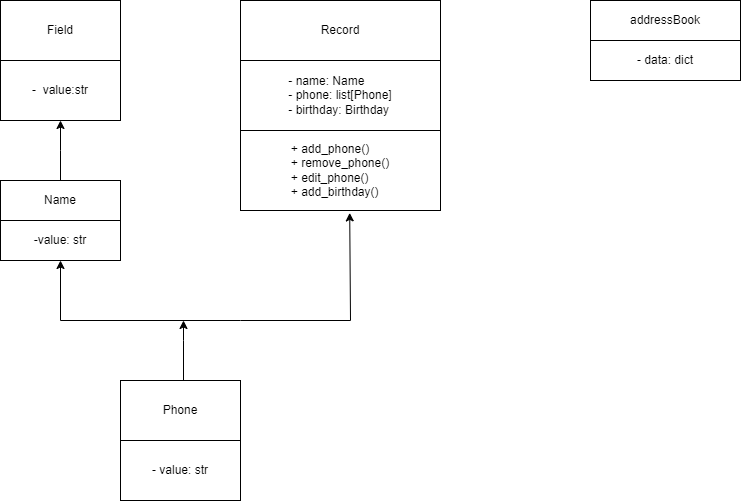 Field
-  value:str
Record
- name: Name
- phone: list[Phone]
- birthday: Birthday
+ add_phone()
+ remove_phone()
+ edit_phone()
+ add_birthday()
addressBook
- data: dict
Name
-value: str
Phone
- value: str